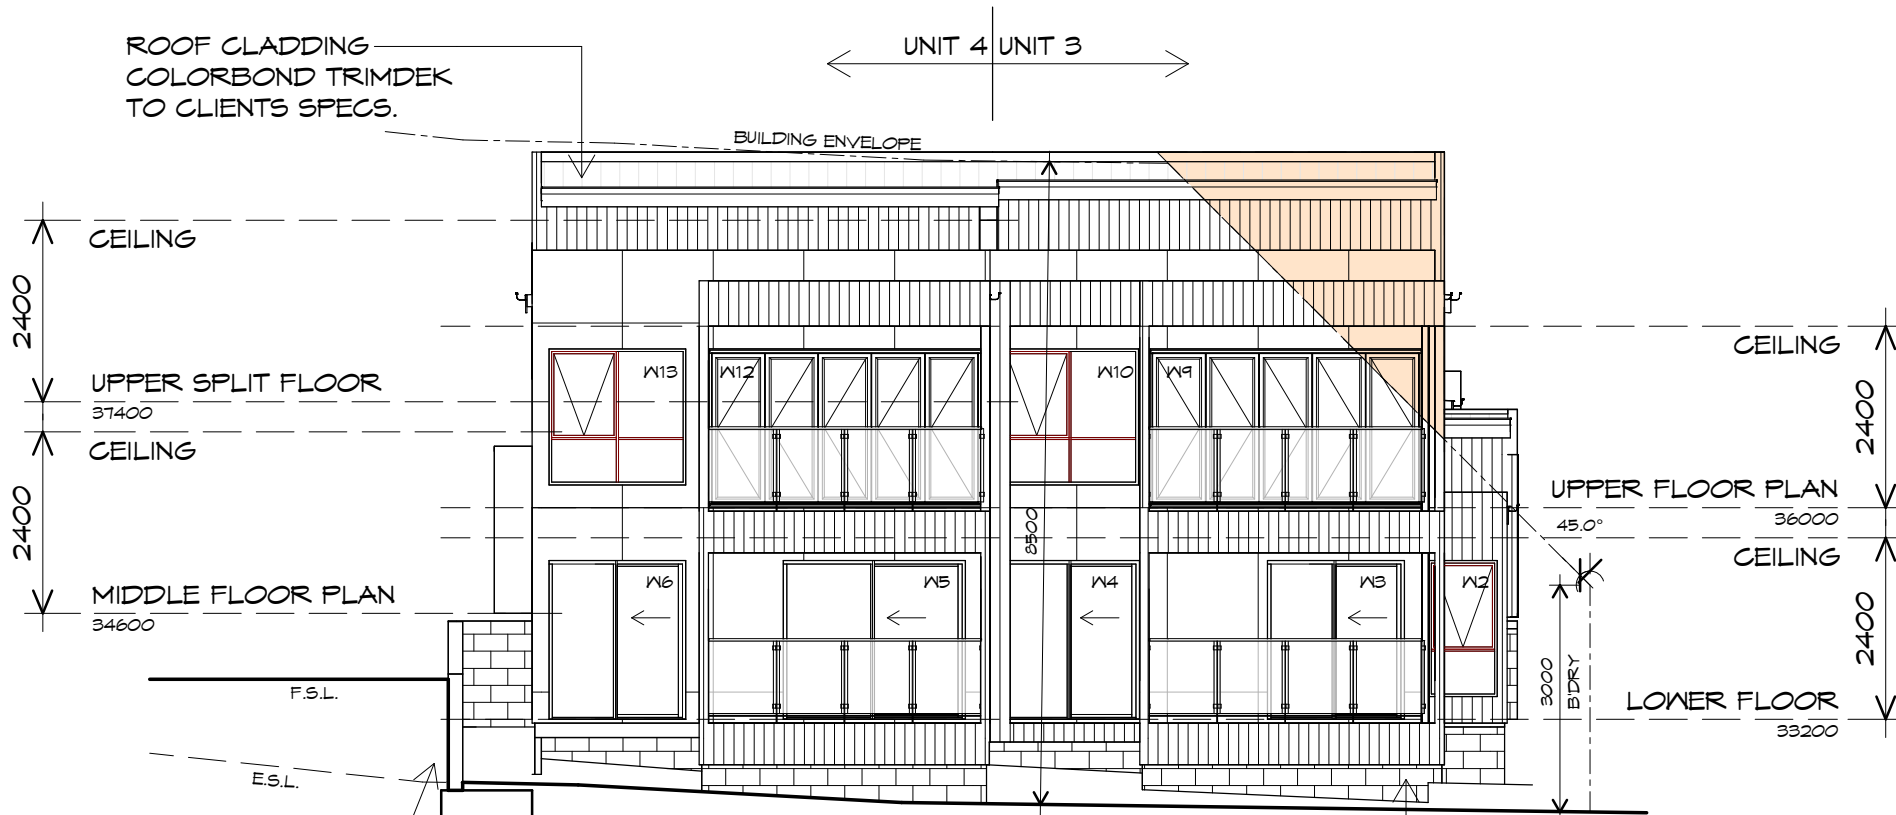 ROOF CLADDING
COLORBOND TRIMDEK
TO CLIENTS SPECS.
UNIT 4 UNIT 3
BUILDING ENVELOPE
CEILING
2400
UPPER SPLIT FLOOR
37400
CEILING
2400
MIDDLE FLOOR PLAN
34600
F.S.L.
E.S.L.
W13
W12
W10
W9
W6
W5
W4
W3
W2
8500
CEILING
2400
UPPER FLOOR PLAN
36000
45.0°
CEILING
2400
3000
B'DRY
LOWER FLOOR
33200